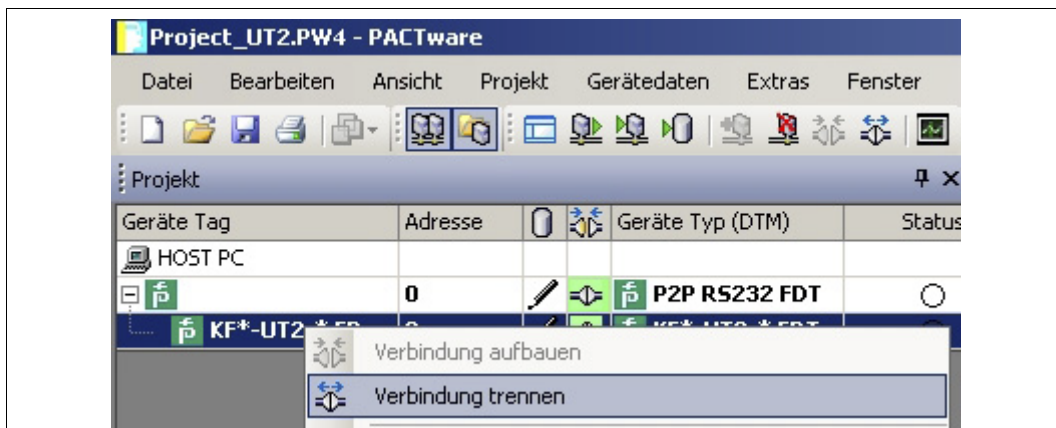 Project_UT2.PW4 - PACTware
Datei Bearbeiten Ansicht Projekt Gerätedaten Extras Fenster
Projekt
Geräte Tag Adresse Geräte Typ (DTM) Status
HOST PC
0 P2P RS232 FDT
KF*-UT2
Verbindung aufbauen
Verbindung trennen